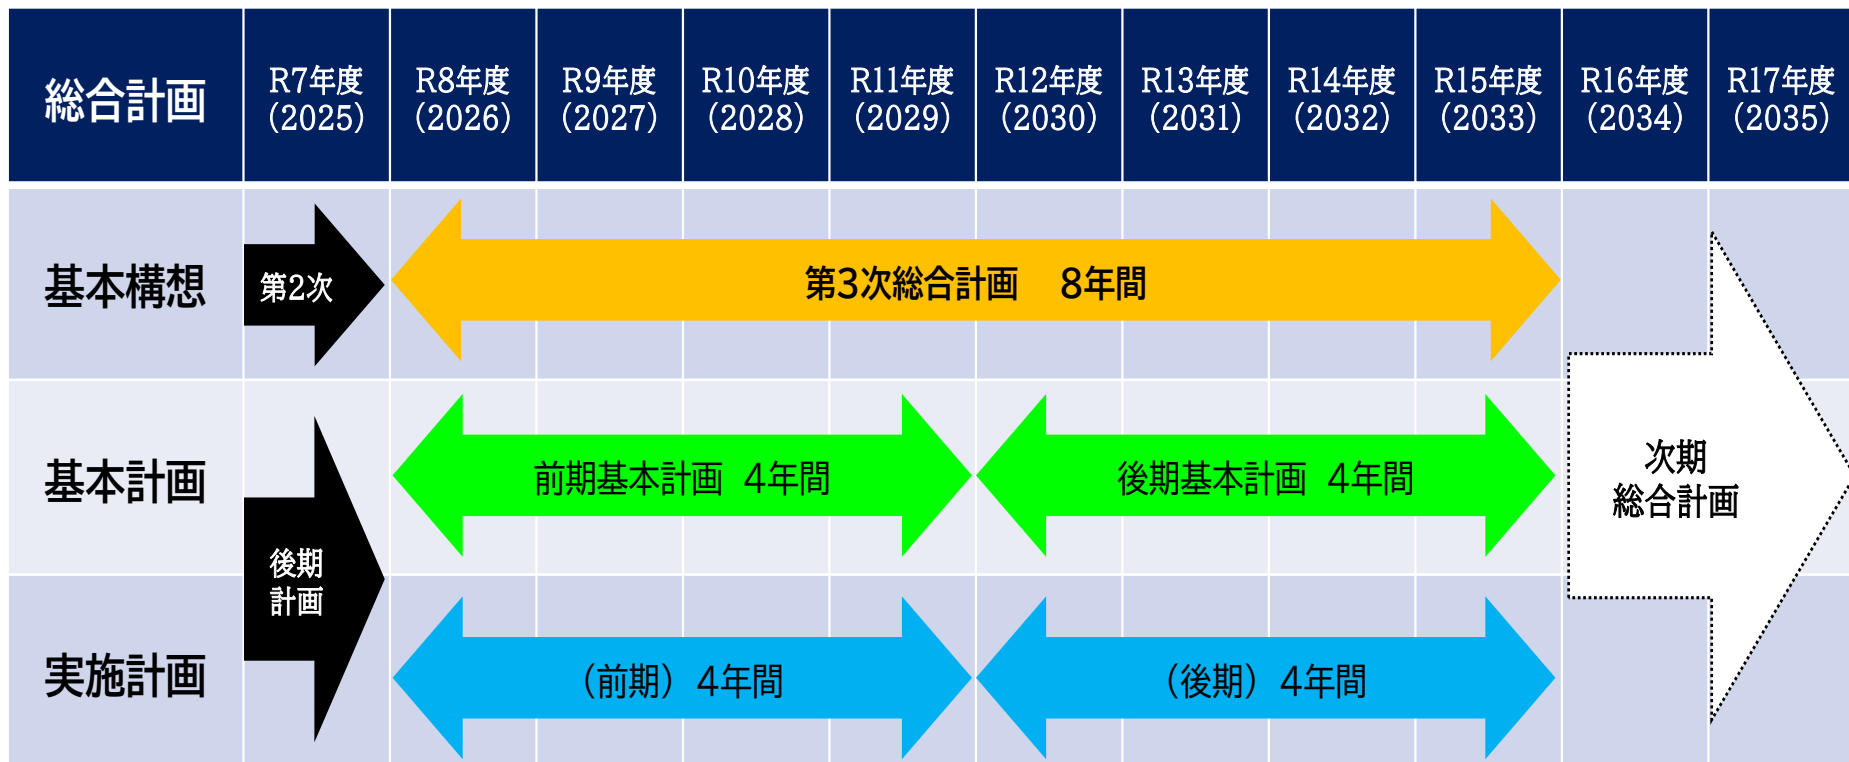 総合計画
R7年度
(2025)
R8年度
(2026)
R9年度
(2027)
R10年度
(2028)
R11年度
(2029)
R12年度
(2030)
R13年度
(2031)
R14年度
(2032)
R15年度
(2033)
R16年度
(2034)
R17年度
(2035)
基本構想
第2次
第3次総合計画　8年間
基本計画
前期基本計画 4年間
後期基本計画 4年間
次期
総合計画
後期
計画
実施計画
（前期）4年間
（後期）4年間